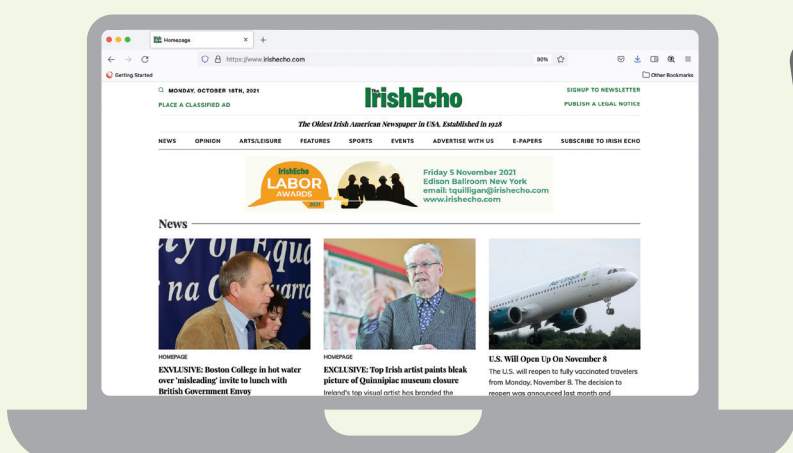 Homepage
https://www.irishecho.com
90%
Getting Started
Other Bookmarks
MONDAY, OCTOBER 18TH, 2021
PLACE A CLASSIFIED AD
The IrishEcho
SIGNUP TO NEWSLETTER
PUBLISH A LEGAL NOTICE
The Oldest Irish American Newspaper in USA, Established in 1928
NEWS OPINION ARTS/LEISURE FEATURES SPORTS EVENTS ADVERTISE WITH US E-PAPERS SUBSCRIBE TO IRISH ECHO
IrishEcho
LABOR
AWARDS
2021
Friday 5 November 2021
Edison Ballroom New York
email: tquilligan@irishecho.com
www.irishecho.com
News
HOMEPAGE
EXVLUSIVE: Boston College in hot water
over 'misleading' invite to lunch with
British Government Envoy
HOMEPAGE
EXCLUSIVE: Top Irish artist paints bleak
picture of Quinnipiac museum closure
Ireland's top visual artist has branded the
Aer Lingus
U.S. Will Open Up On November 8
The U.S. will reopen to fully vaccinated travelers
from Monday, November 8. The decision to
reopen was announced last month and